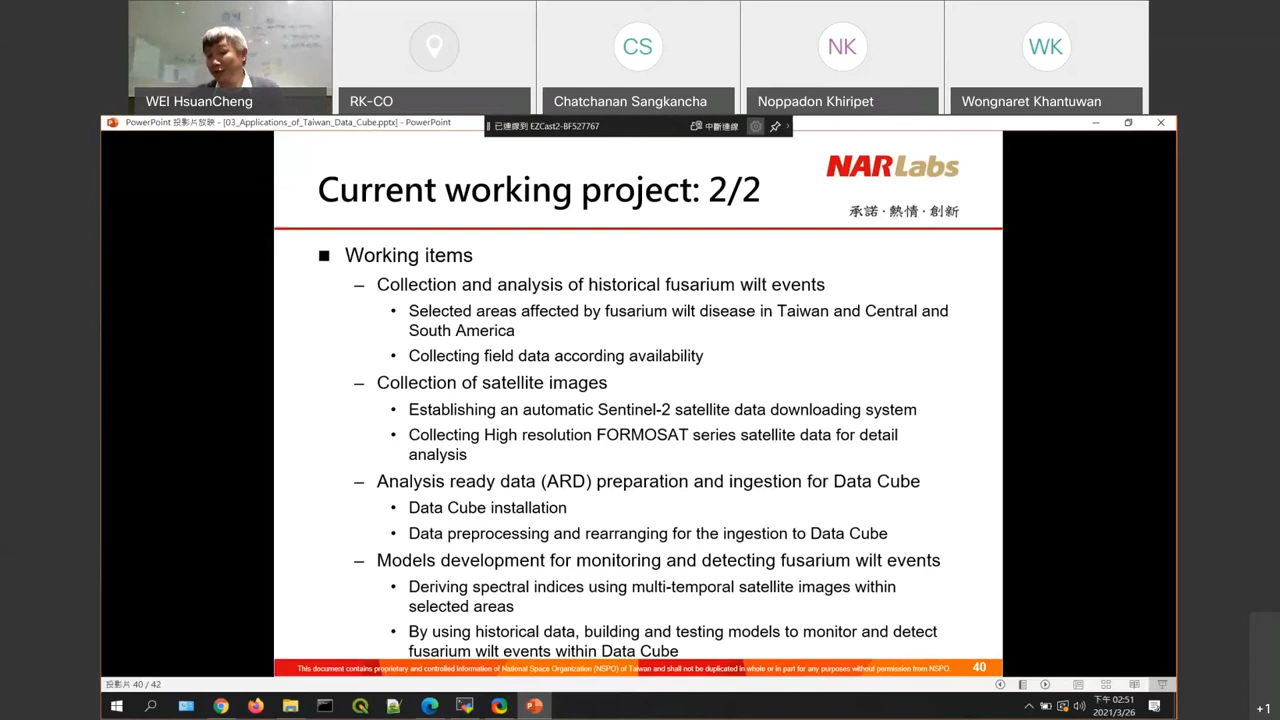 CS
NK
WK
WEI HsuanCheng
RK-CO
Chatchanan Sangkancha
Noppadon Khiripet
Wongnaret Khantuwan
PowerPoint 投影片放映 - [03_Applications_of_Taiwan_Data_Cube.pptx] - PowerPoint
已連線到 EZCast2-BF527767
中斷連線
NARLabs
承諾·熱情·創新
Current working project: 2/2
■ Working items
– Collection and analysis of historical fusarium wilt events
• Selected areas affected by fusarium wilt disease in Taiwan and Central and
South America
• Collecting field data according availability
– Collection of satellite images
• Establishing an automatic Sentinel-2 satellite data downloading system
• Collecting High resolution FORMOSAT series satellite data for detail
analysis
– Analysis ready data (ARD) preparation and ingestion for Data Cube
• Data Cube installation
• Data preprocessing and rearranging for the ingestion to Data Cube
– Models development for monitoring and detecting fusarium wilt events
• Deriving spectral indices using multi-temporal satellite images within
selected areas
• By using historical data, building and testing models to monitor and detect
fusarium wilt events within Data Cube
This document contains proprietary and controlled information of National Space Organization (NSPO) of Taiwan and shall not be duplicated in whole or in part for any purposes without permission from NSPO.
40
投影片 40 / 42
下午 02:51
2021/3/26
+1